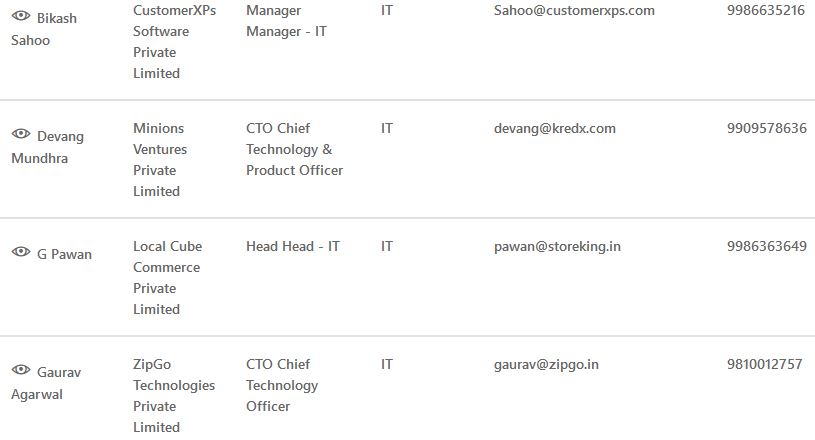 Bikash Sahoo CustomerXPs Software Private Limited Manager Manager - IT IT Sahoo@customerxps.com 9986635216
Devang Mundhra Minions Ventures Private Limited CTO Chief Technology & Product Officer IT devang@kredx.com 9909578636
G Pawan Local Cube Commerce Private Limited Head Head - IT IT pawan@storeking.in 9986363649
Gaurav Agarwal ZipGo Technologies Private Limited CTO Chief Technology Officer IT gaurav@zipgo.in 9810012757